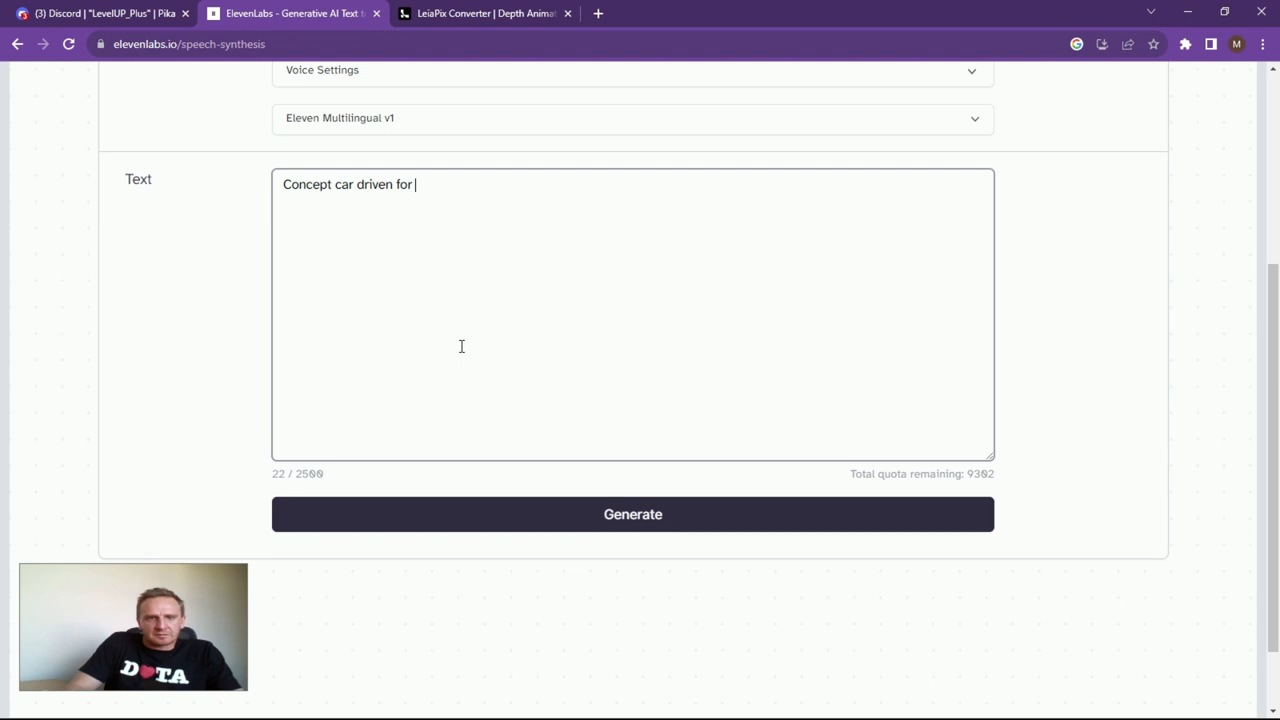 (3) Discord | "LevelUP_Plus" | Pika
ElevenLabs - Generative AI Text t
LeiaPix Converter | Depth Animat
elevenlabs.io/speech-synthesis
M
Voice Settings
Eleven Multilingual v1
Text
Concept car driven for
22 / 2500
Total quota remaining: 9302
Generate
D❤TA